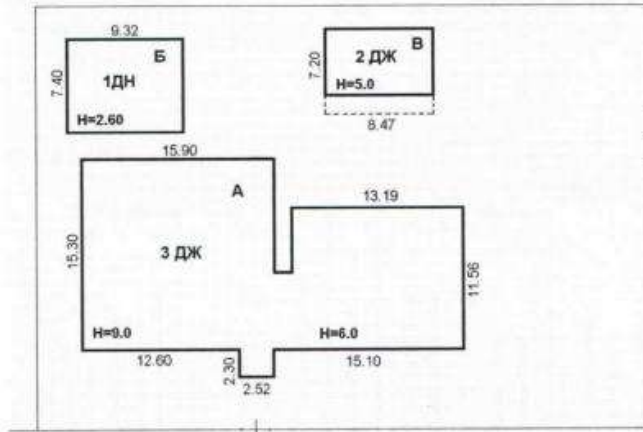 9.32
Б
7.40
1ДН
Н=2.60
В
2 ДЖ
7.20
Н=5.0
8.47
15.90
А
13.19
15.30
3 ДЖ
11.56
Н=9.0
Н=6.0
12.60
2.30
2.52
15.10